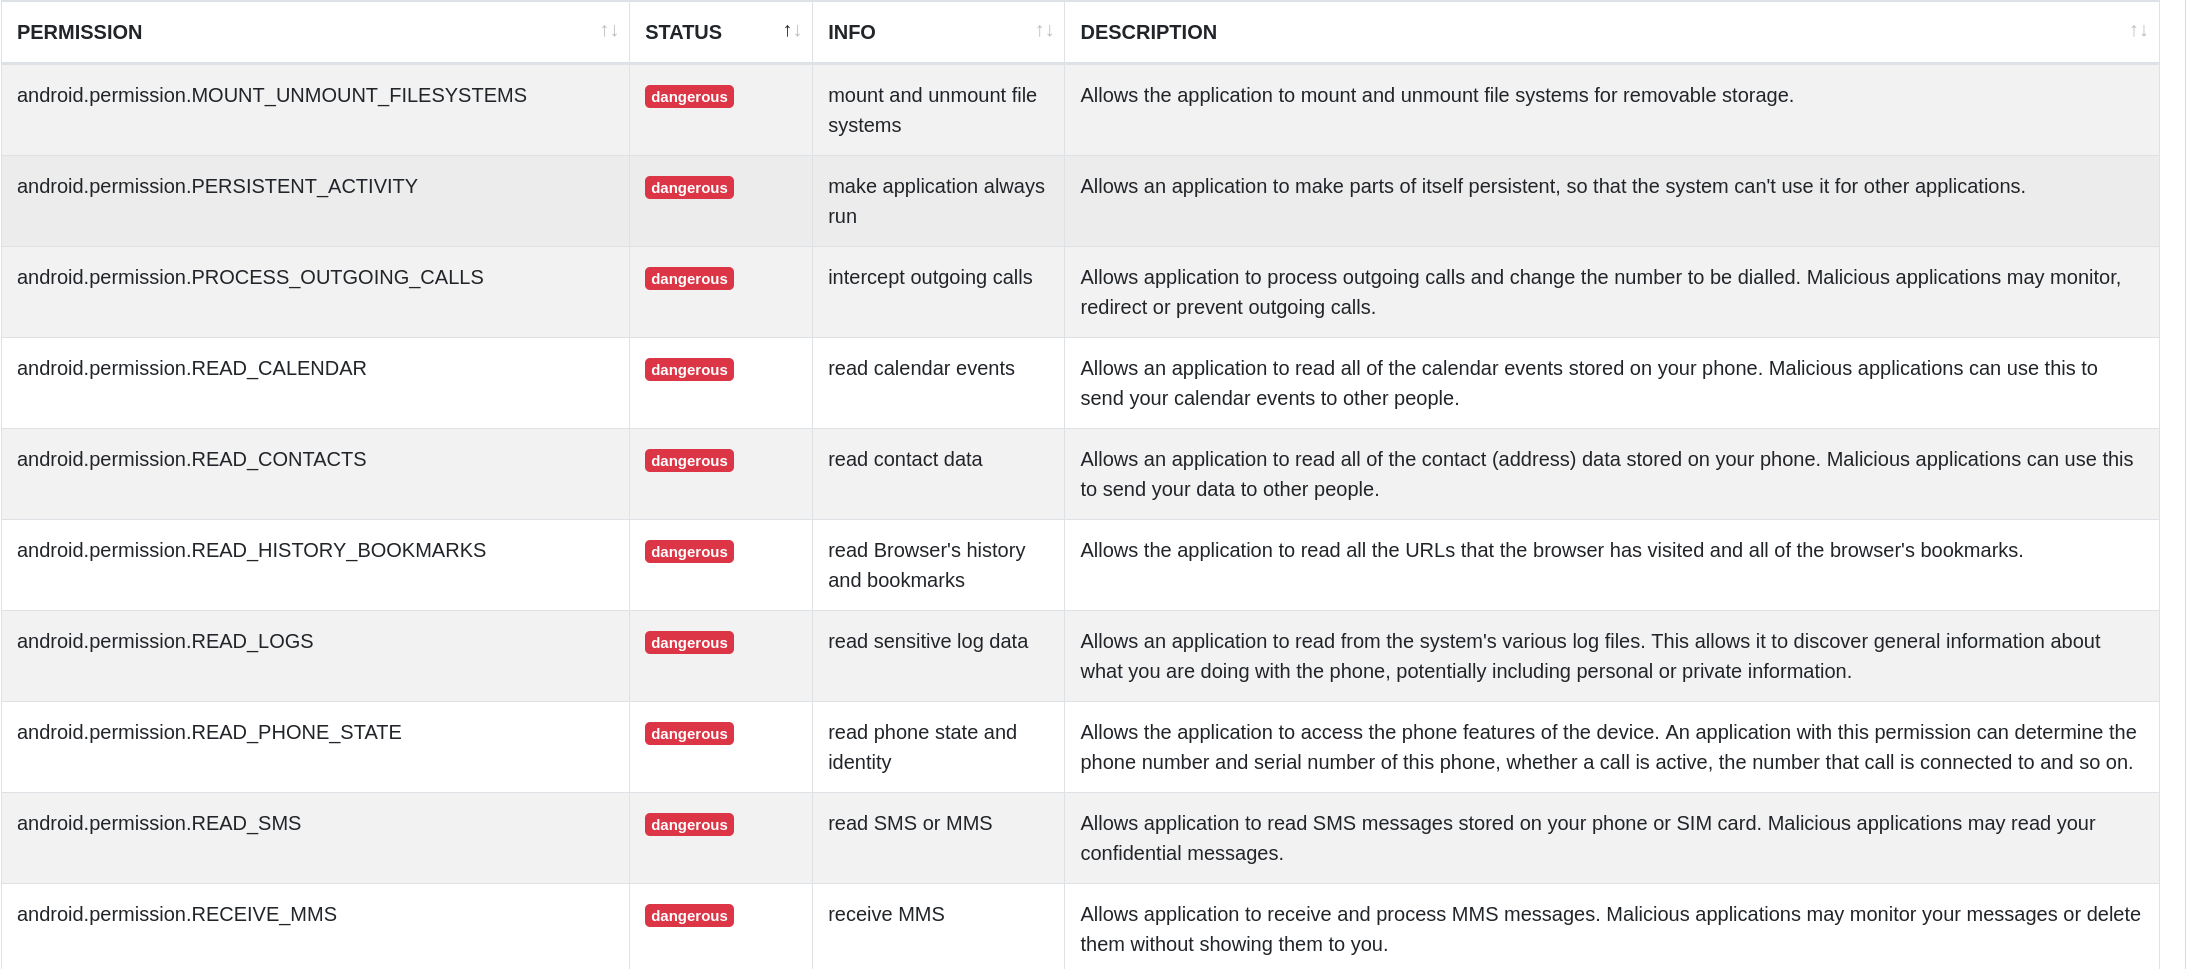 PERMISSION ↑↓ STATUS ↑↓ INFO ↑↓ DESCRIPTION ↑↓
android.permission.MOUNT_UNMOUNT_FILESYSTEMS dangerous mount and unmount file Allows the application to mount and unmount file systems for removable storage.
systems
android.permission.PERSISTENT_ACTIVITY dangerous make application always Allows an application to make parts of itself persistent, so that the system can't use it for other applications.
run
android.permission.PROCESS_OUTGOING_CALLS dangerous intercept outgoing calls Allows application to process outgoing calls and change the number to be dialled. Malicious applications may monitor,
redirect or prevent outgoing calls.
android.permission.READ_CALENDAR dangerous read calendar events Allows an application to read all of the calendar events stored on your phone. Malicious applications can use this to
send your calendar events to other people.
android.permission.READ_CONTACTS dangerous read contact data Allows an application to read all of the contact (address) data stored on your phone. Malicious applications can use this
to send your data to other people.
android.permission.READ_HISTORY_BOOKMARKS dangerous read Browser's history Allows the application to read all the URLs that the browser has visited and all of the browser's bookmarks.
and bookmarks
android.permission.READ_LOGS dangerous read sensitive log data Allows an application to read from the system's various log files. This allows it to discover general information about
what you are doing with the phone, potentially including personal or private information.
android.permission.READ_PHONE_STATE dangerous read phone state and Allows the application to access the phone features of the device. An application with this permission can determine the
identity phone number and serial number of this phone, whether a call is active, the number that call is connected to and so on.
android.permission.READ_SMS dangerous read SMS or MMS Allows application to read SMS messages stored on your phone or SIM card. Malicious applications may read your
confidential messages.
android.permission.RECEIVE_MMS dangerous receive MMS Allows application to receive and process MMS messages. Malicious applications may monitor your messages or delete
them without showing them to you.